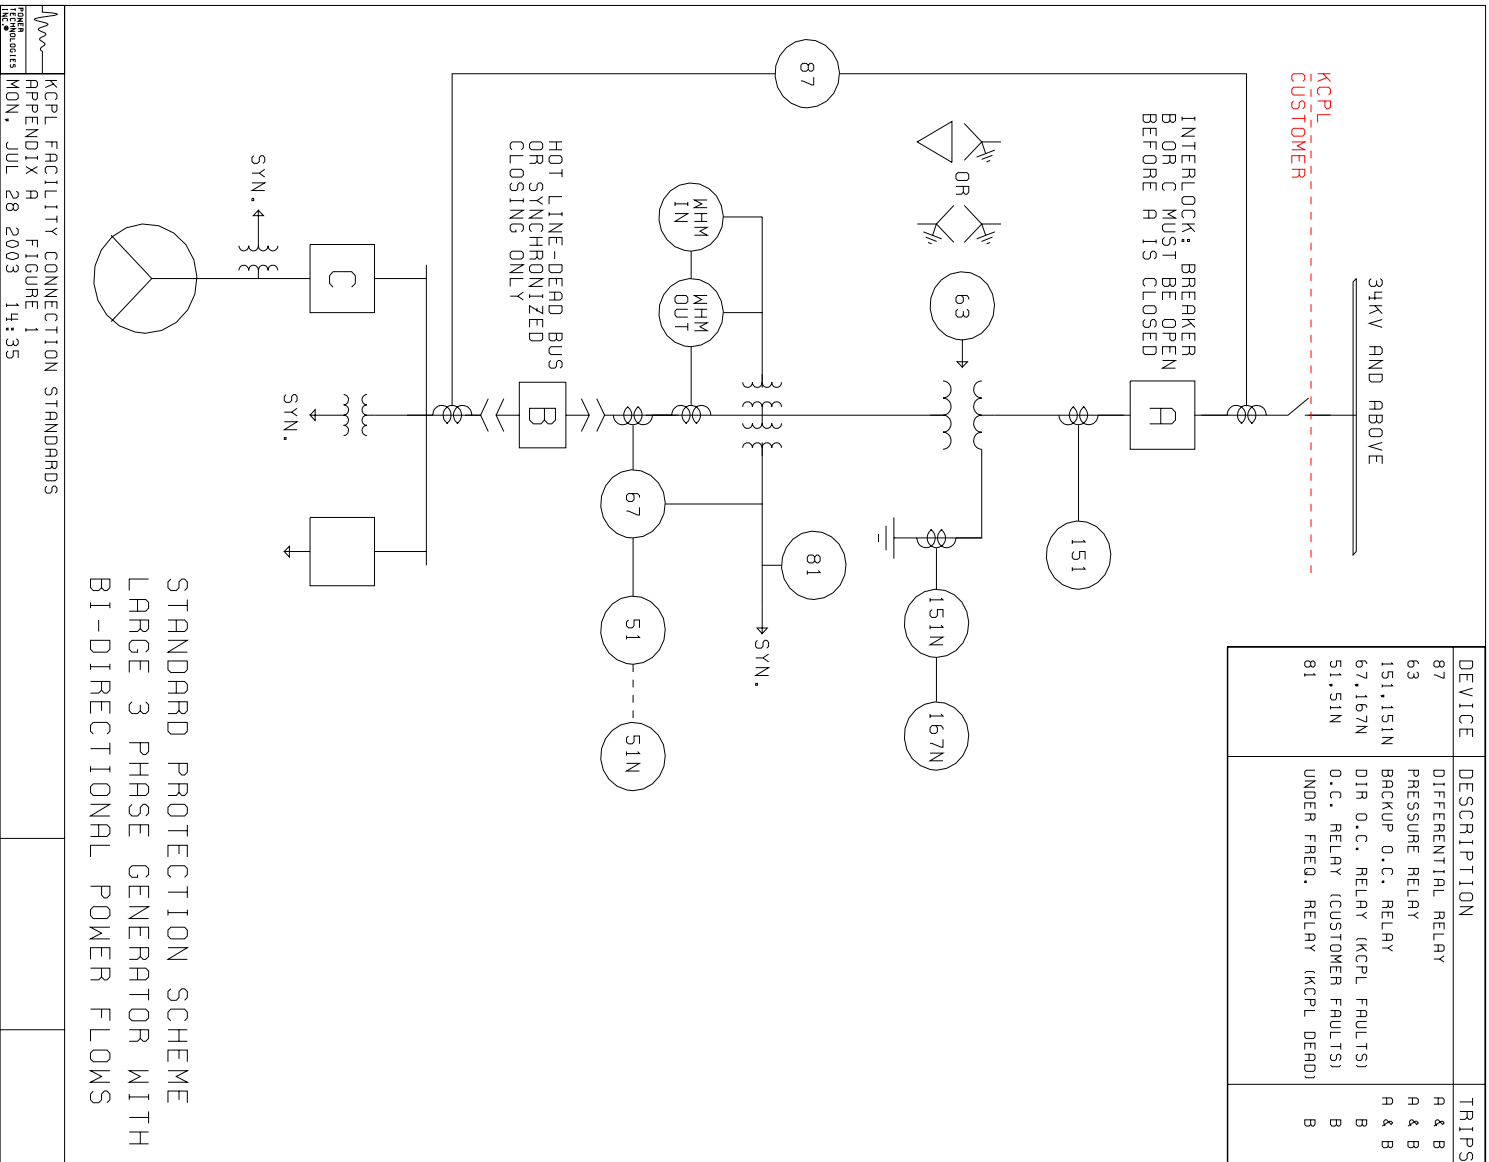 34KV AND ABOVE
KCPL
CUSTOMER
INTERLOCK: BREAKER
B OR C MUST BE OPEN
BEFORE A IS CLOSED
A
87
151
OR
63
151N
167N
81
SYN.
WHM
IN
WHM
OUT
67
51
51N
HOT LINE-DEAD BUS
OR SYNCHRONIZED
CLOSING ONLY
B
C
SYN.
SYN.
DEVICE DESCRIPTION TRIPS
87 DIFFERENTIAL RELAY A & B
63 PRESSURE RELAY A & B
151,151N BACKUP O.C. RELAY A & B
67,167N DIR O.C. RELAY (KCPL FAULTS) B
51,51N O.C. RELAY (CUSTOMER FAULTS) B
81 UNDER FREQ. RELAY (KCPL DEAD) B
STANDARD PROTECTION SCHEME
LARGE 3 PHASE GENERATOR WITH
BI-DIRECTIONAL POWER FLOWS
POWER
TECHNOLOGIES
INC.®
KCPL FACILITY CONNECTION STANDARDS
APPENDIX A FIGURE 1
MON, JUL 28 2003 14:35